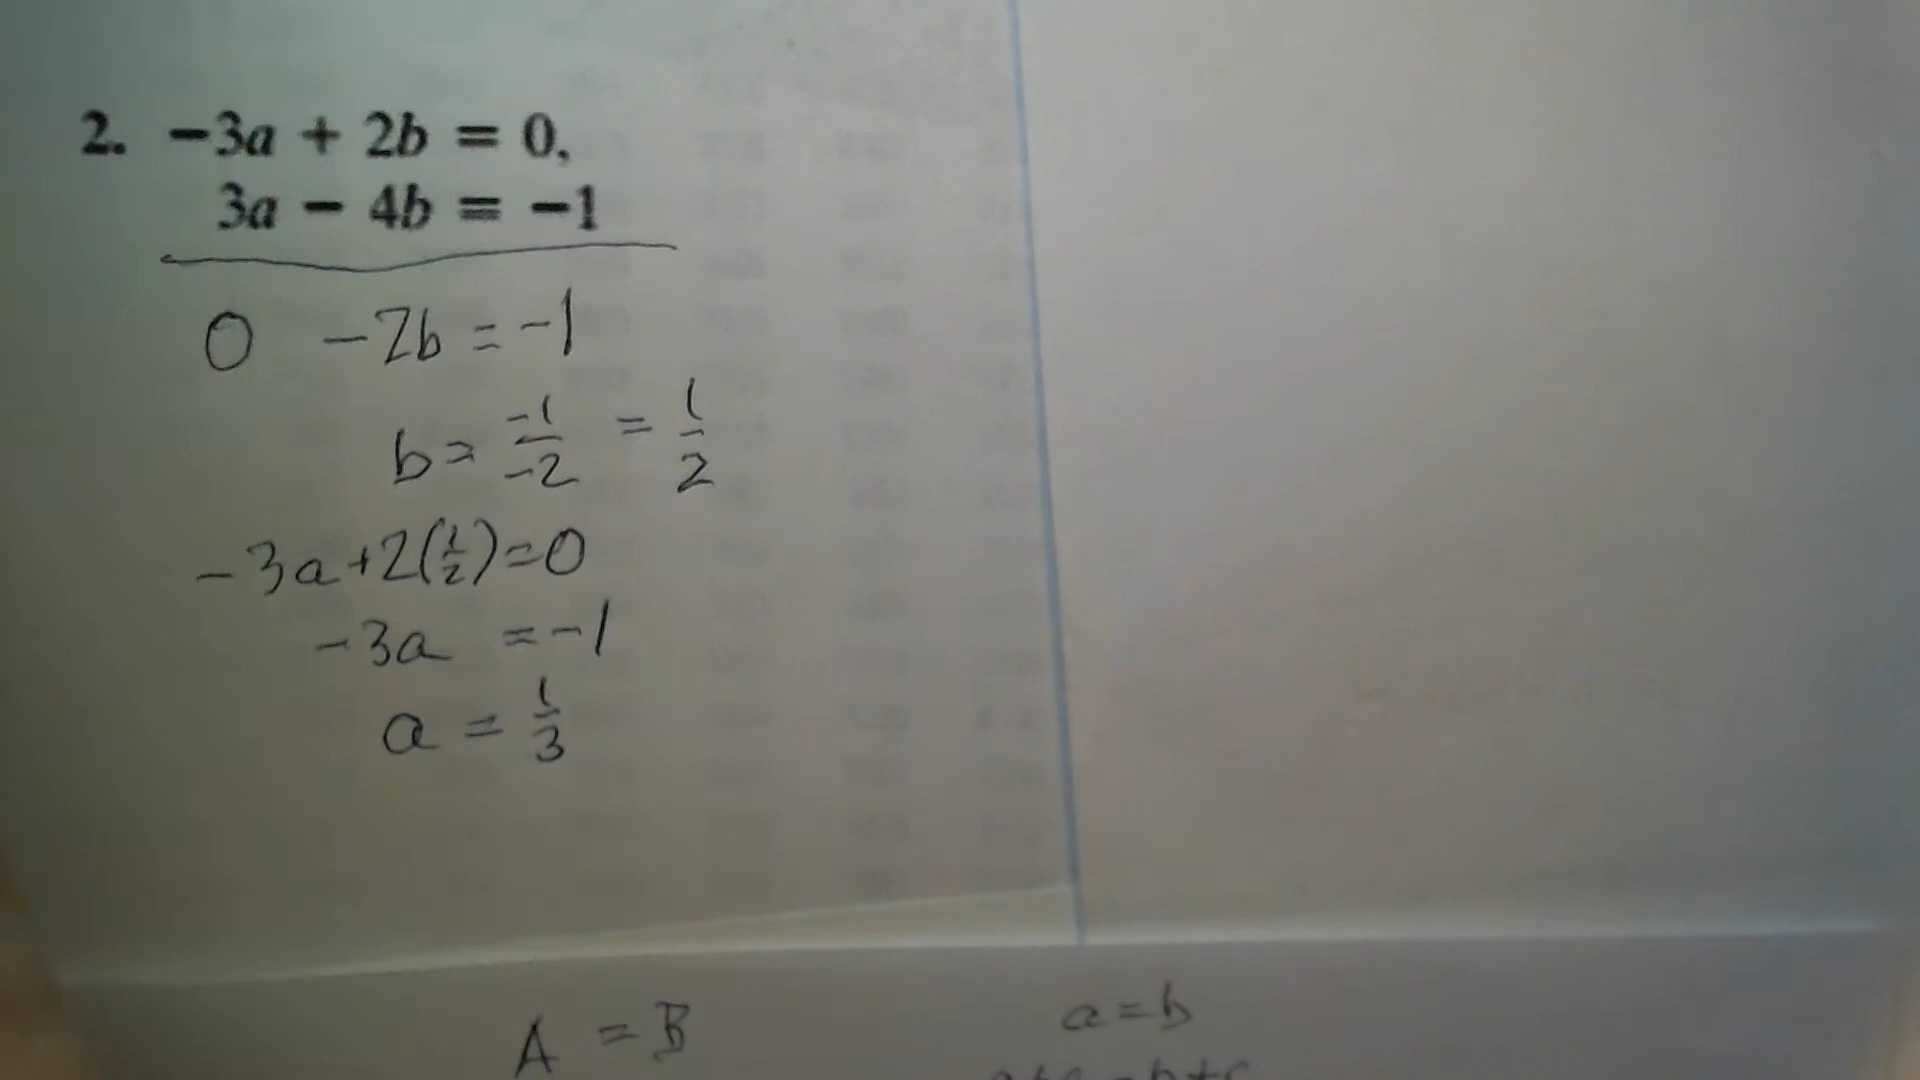 2. −3a + 2b = 0,
3a − 4b = −1
0 −2b = −1
b = −1/−2 = 1/2
−3a + 2(1/2) = 0
−3a = −1
a = 1/3
A = B
a = b